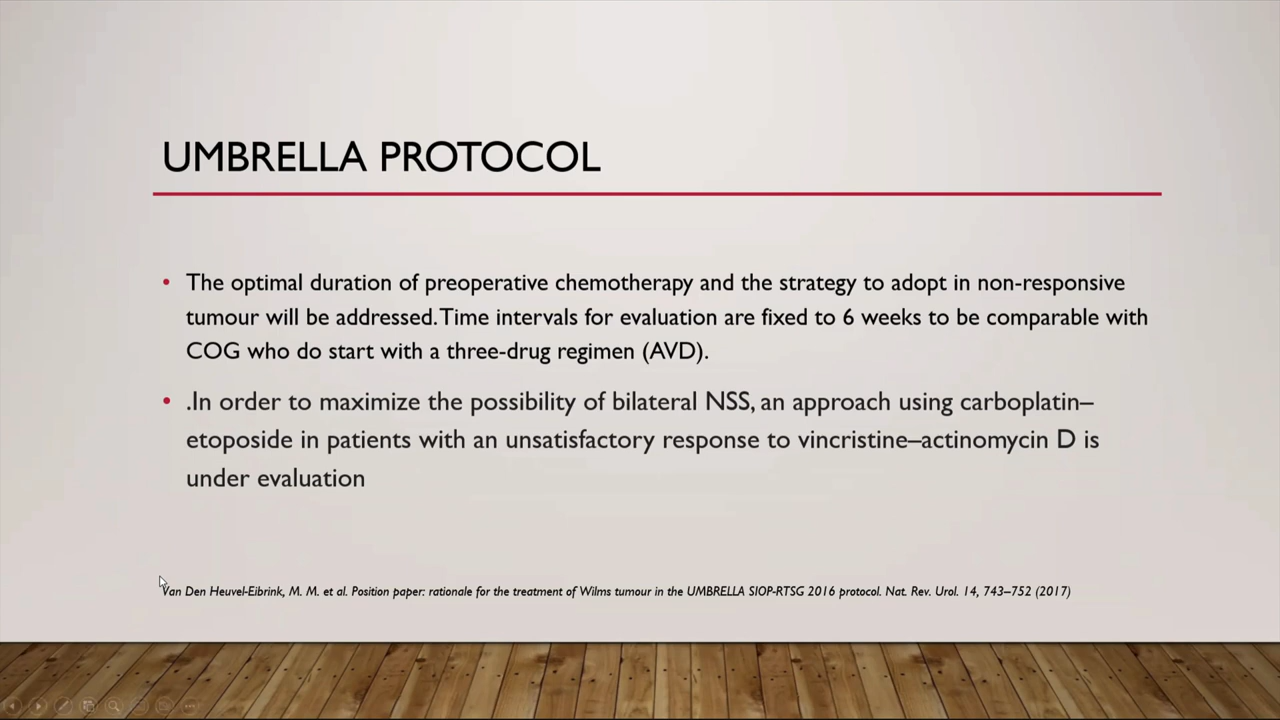 UMBRELLA PROTOCOL
• The optimal duration of preoperative chemotherapy and the strategy to adopt in non-responsive
tumour will be addressed.Time intervals for evaluation are fixed to 6 weeks to be comparable with
COG who do start with a three-drug regimen (AVD).
• .In order to maximize the possibility of bilateral NSS, an approach using carboplatin–
etoposide in patients with an unsatisfactory response to vincristine–actinomycin D is
under evaluation
Van Den Heuvel-Eibrink, M. M. et al. Position paper: rationale for the treatment of Wilms tumour in the UMBRELLA SIOP-RTSG 2016 protocol. Nat. Rev. Urol. 14, 743–752 (2017)